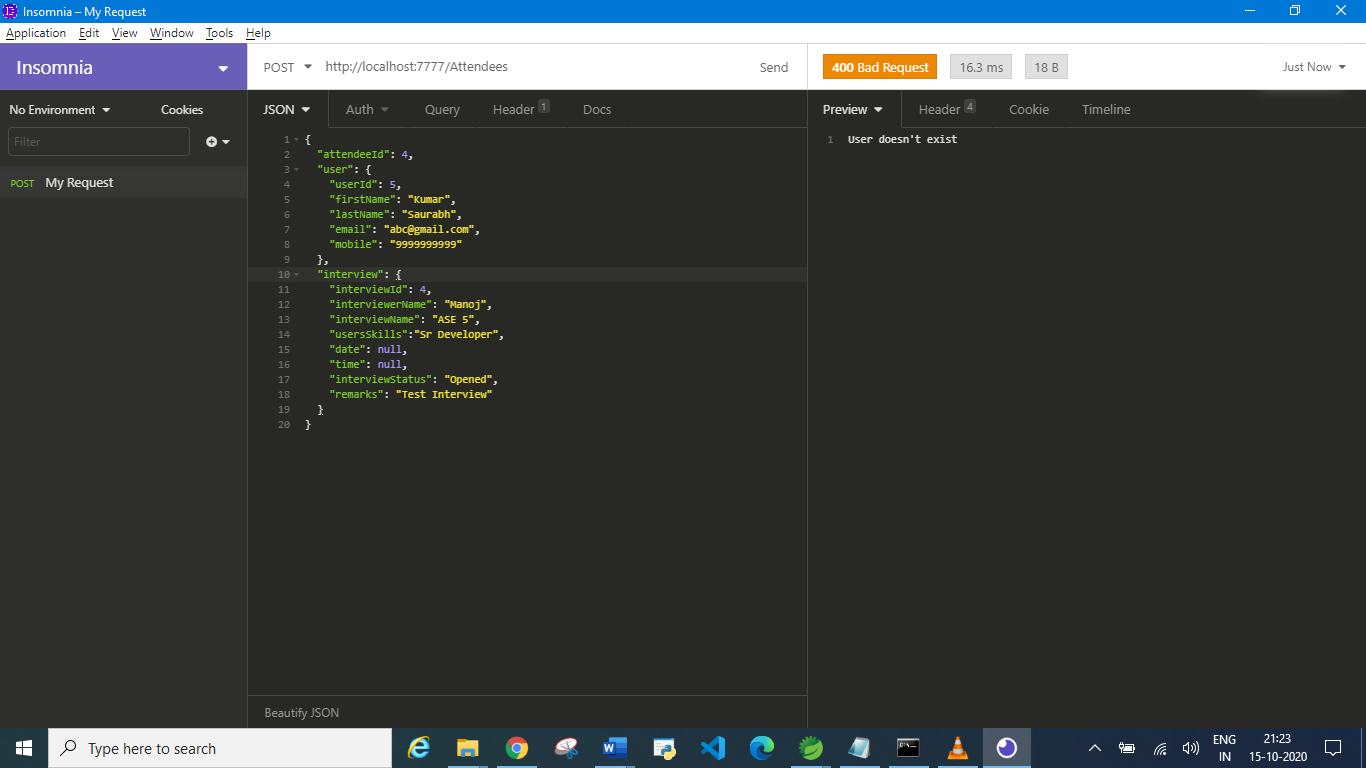 Insomnia – My Request
Application Edit View Window Tools Help
Insomnia
POST http://localhost:7777/Attendees Send
400 Bad Request 16.3 ms 18 B Just Now
No Environment Cookies
JSON Auth Query Header 1 Docs
Preview Header 4 Cookie Timeline
Filter
POST My Request
1 {
2 "attendeeId": 4,
3 "user": {
4 "userId": 5,
5 "firstName": "Kumar",
6 "lastName": "Saurabh",
7 "email": "abc@gmail.com",
8 "mobile": "9999999999"
9 },
10 "interview": {
11 "interviewId": 4,
12 "interviewerName": "Manoj",
13 "interviewName": "ASE 5",
14 "usersSkills":"Sr Developer",
15 "date": null,
16 "time": null,
17 "interviewStatus": "Opened",
18 "remarks": "Test Interview"
19 }
20 }
1 User doesn't exist
Beautify JSON
Type here to search
ENG
IN
21:23
15-10-2020